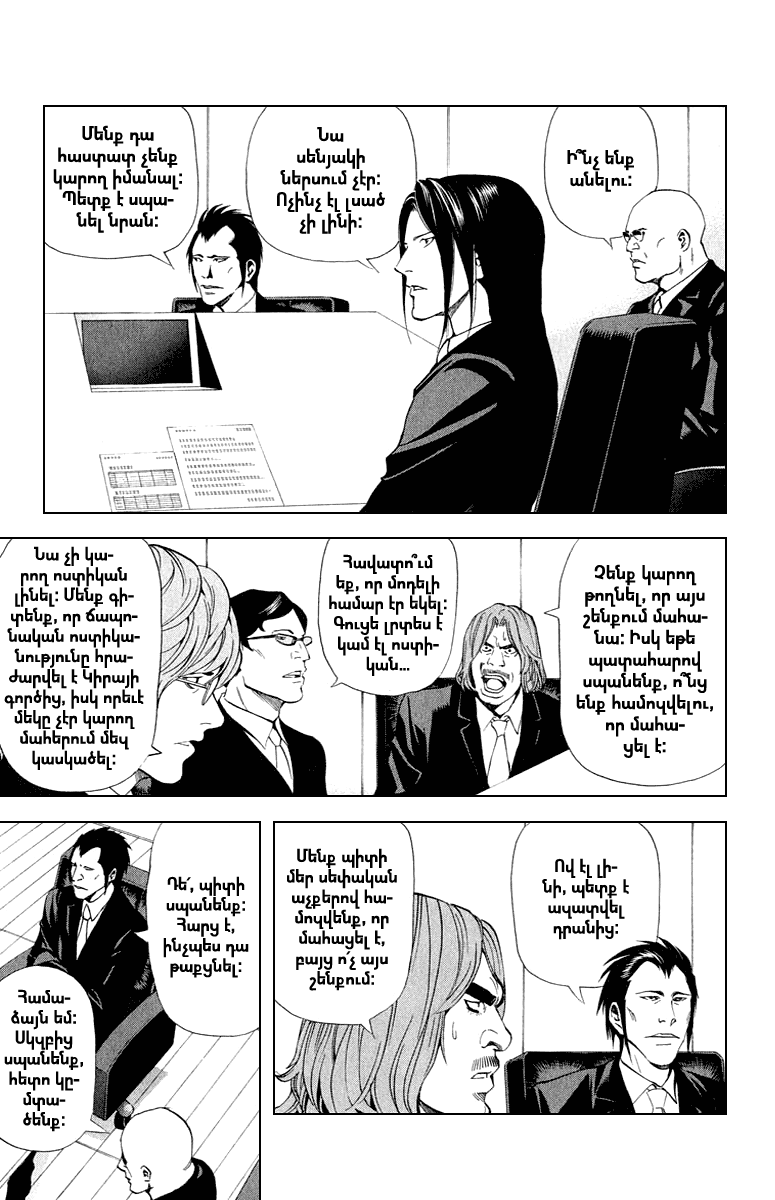 Ի՞նչ ենք
անելու:
Նա
սենյակի
ներսում չէր:
Ոչինչ էլ լսած
չի լինի:
Մենք դա
հաստատ չենք
կարող իմանալ:
Պետք է սպա-
նել նրան:
Չենք կարող
թողնել, որ այս
շենքում մահա-
նա: Իսկ եթե
պատահարով
սպանենք, ո՞նց
ենք համոզվելու,
որ մահա-
ցել է:
Հավատո՞ւմ
եք, որ մոդելի
համար էր եկել:
Գուցե լրտես է
կամ էլ ոստի-
կան...
Նա չի կա-
րող ոստիկան
լինել: Մենք գի-
տենք, որ ճապո-
նական ոստիկա-
նությունը հրա-
ժարվել է Կիրայի
գործից, իսկ որեւէ
մեկը չէր կարող
մահերում մեզ
կասկածել:
Ով էլ լի-
նի, պետք է
ազատվել
դրանից:
Մենք պիտի
մեր սեփական
աչքերով հա-
մոզվենք, որ
մահացել է,
բայց ո՛չ այս
շենքում:
Դե՛, պիտի
սպանենք:
Հարց է,
ինչպես դա
թաքցնել:
Համա-
ձայն եմ:
Սկզբից
սպանենք,
հետո կը-
մտա-
ծենք: